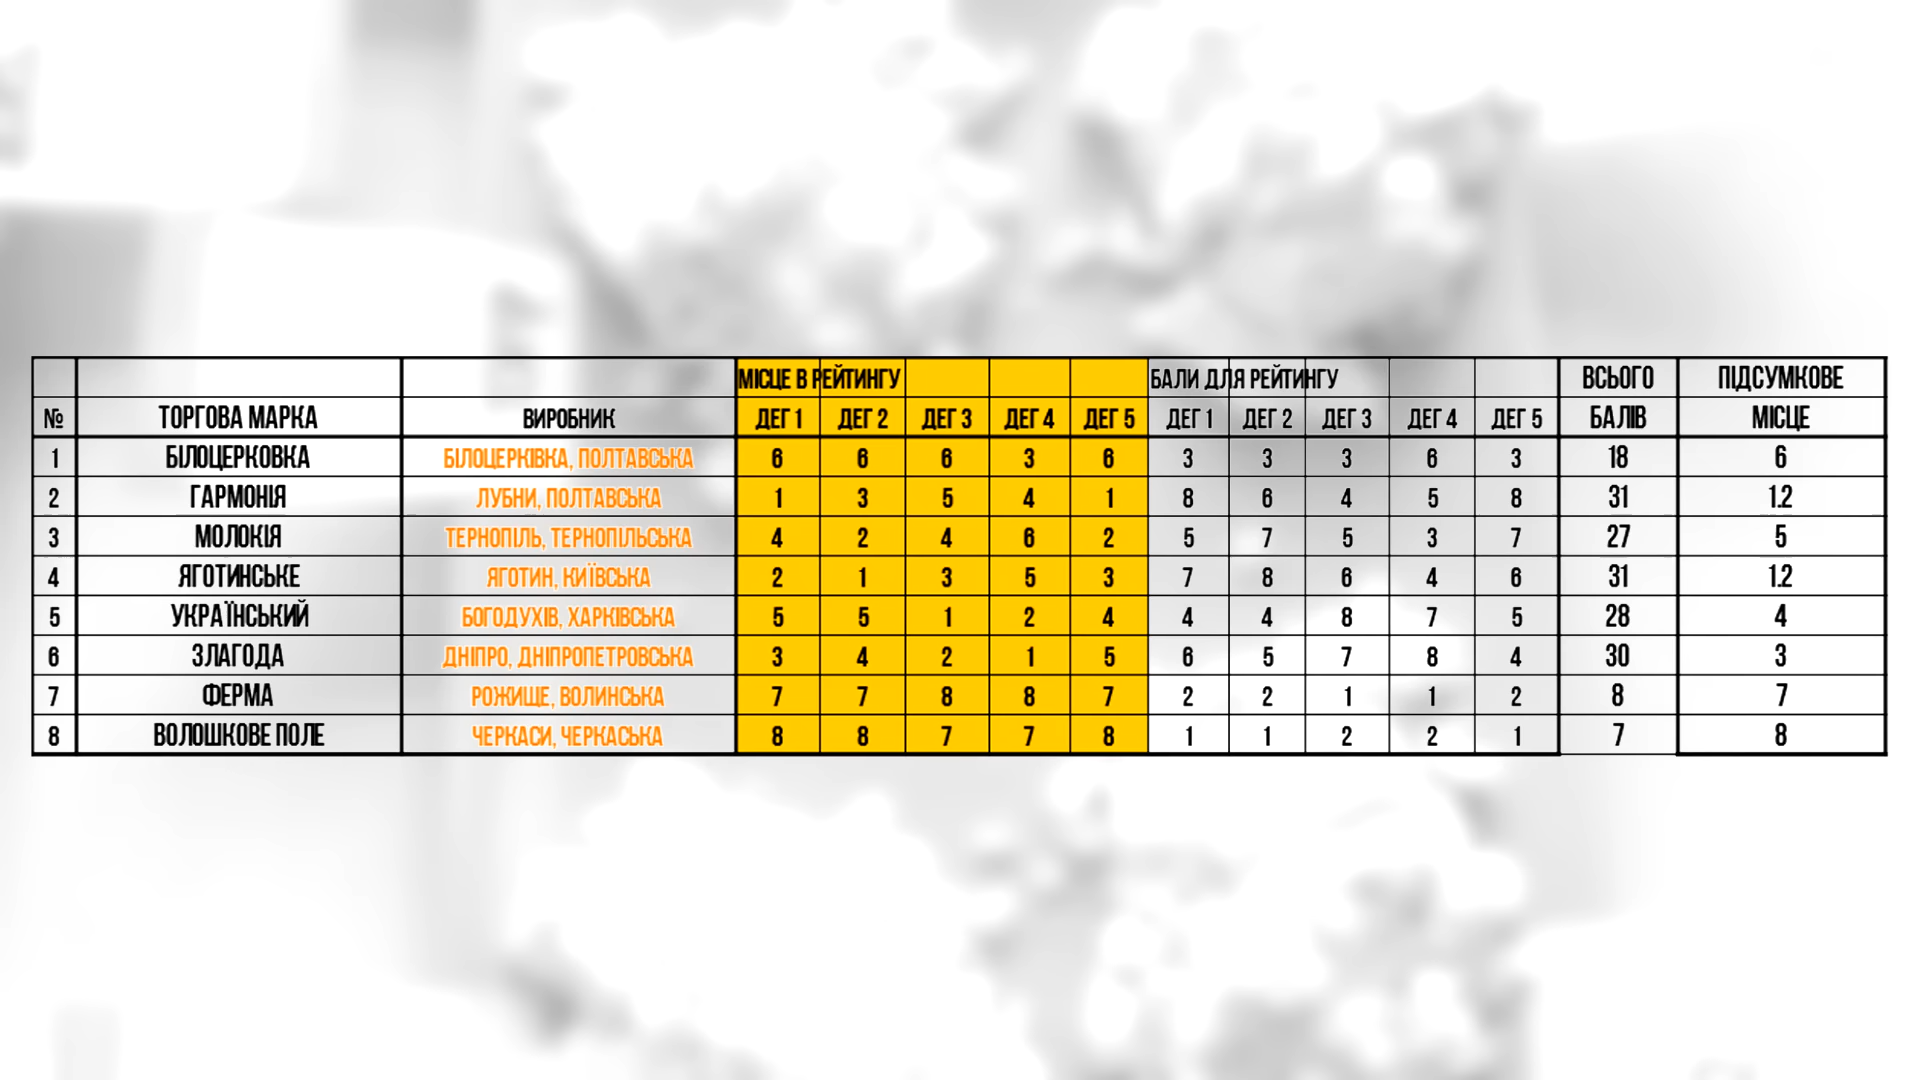 МІСЦЕ В РЕЙТИНГУ БАЛИ ДЛЯ РЕЙТИНГУ ВСЬОГО ПІДСУМКОВЕ
№ ТОРГОВА МАРКА ВИРОБНИК ДЕГ 1 ДЕГ 2 ДЕГ 3 ДЕГ 4 ДЕГ 5 ДЕГ 1 ДЕГ 2 ДЕГ 3 ДЕГ 4 ДЕГ 5 БАЛІВ МІСЦЕ
1 БІЛОЦЕРКОВКА БІЛОЦЕРКІВКА, ПОЛТАВСЬКА 6 6 6 3 6 3 3 3 6 3 18 6
2 ГАРМОНІЯ ЛУБНИ, ПОЛТАВСЬКА 1 3 5 4 1 8 6 4 5 8 31 1.2
3 МОЛОКІЯ ТЕРНОПІЛЬ, ТЕРНОПІЛЬСЬКА 4 2 4 6 2 5 7 5 3 7 27 5
4 ЯГОТИНСЬКЕ ЯГОТИН, КИЇВСЬКА 2 1 3 5 3 7 8 6 4 6 31 1.2
5 УКРАЇНСЬКИЙ БОГОДУХІВ, ХАРКІВСЬКА 5 5 1 2 4 4 4 8 7 5 28 4
6 ЗЛАГОДА ДНІПРО, ДНІПРОПЕТРОВСЬКА 3 4 2 1 5 6 5 7 8 4 30 3
7 ФЕРМА РОЖИЩЕ, ВОЛИНСЬКА 7 7 8 8 7 2 2 1 1 2 8 7
8 ВОЛОШКОВЕ ПОЛЕ ЧЕРКАСИ, ЧЕРКАСЬКА 8 8 7 7 8 1 1 2 2 1 7 8